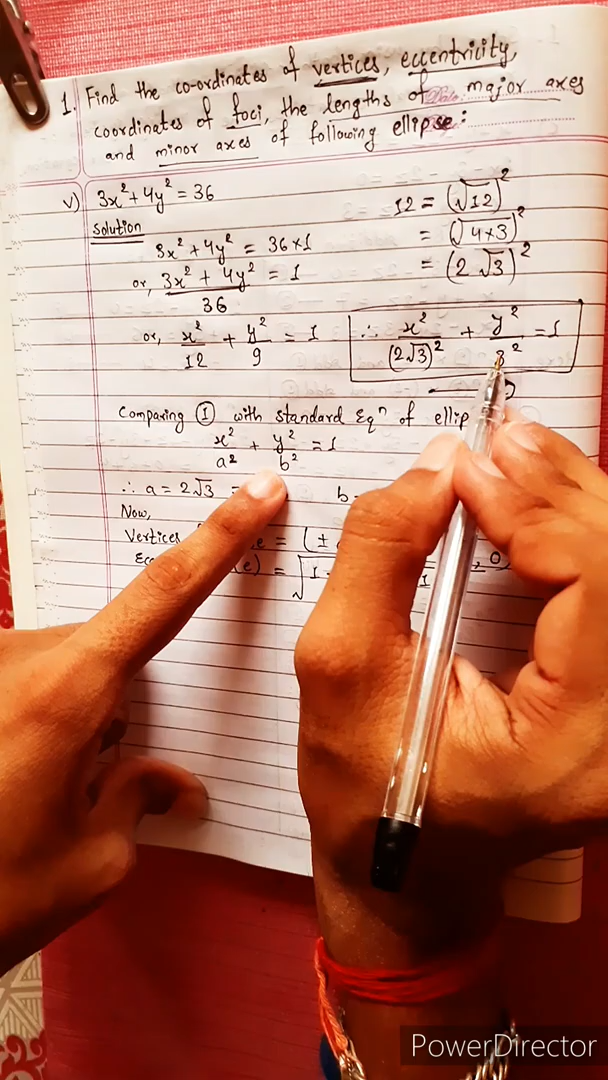 1. Find the co-ordinates of vertices, eccentricity,
coordinates of foci, the lengths of major axes
and minor axes of following ellipse:
v) 3x² + 4y² = 36
Solution
3x² + 4y² = 36×1
or, 3x² + 4y² / 36 = 1
or, x²/12 + y²/9 = 1
12 = (√12)²
= (√4×3)²
= (2√3)²
∴ x²/(2√3)² + y²/3² = 1
Comparing ① with standard Eqⁿ of ellip
x²/a² + y²/b² = 1
∴ a = 2√3 b =
Now,
Vertices = (±
(e) = √1
, 0
PowerDirector